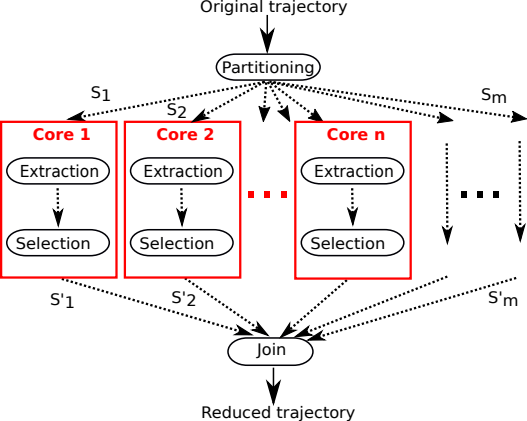 Original trajectory
Partitioning
S1
S2
Sm
Core 1
Core 2
Core n
Extraction
Extraction
Extraction
Selection
Selection
Selection
S'1
S'2
S'm
Join
Reduced trajectory